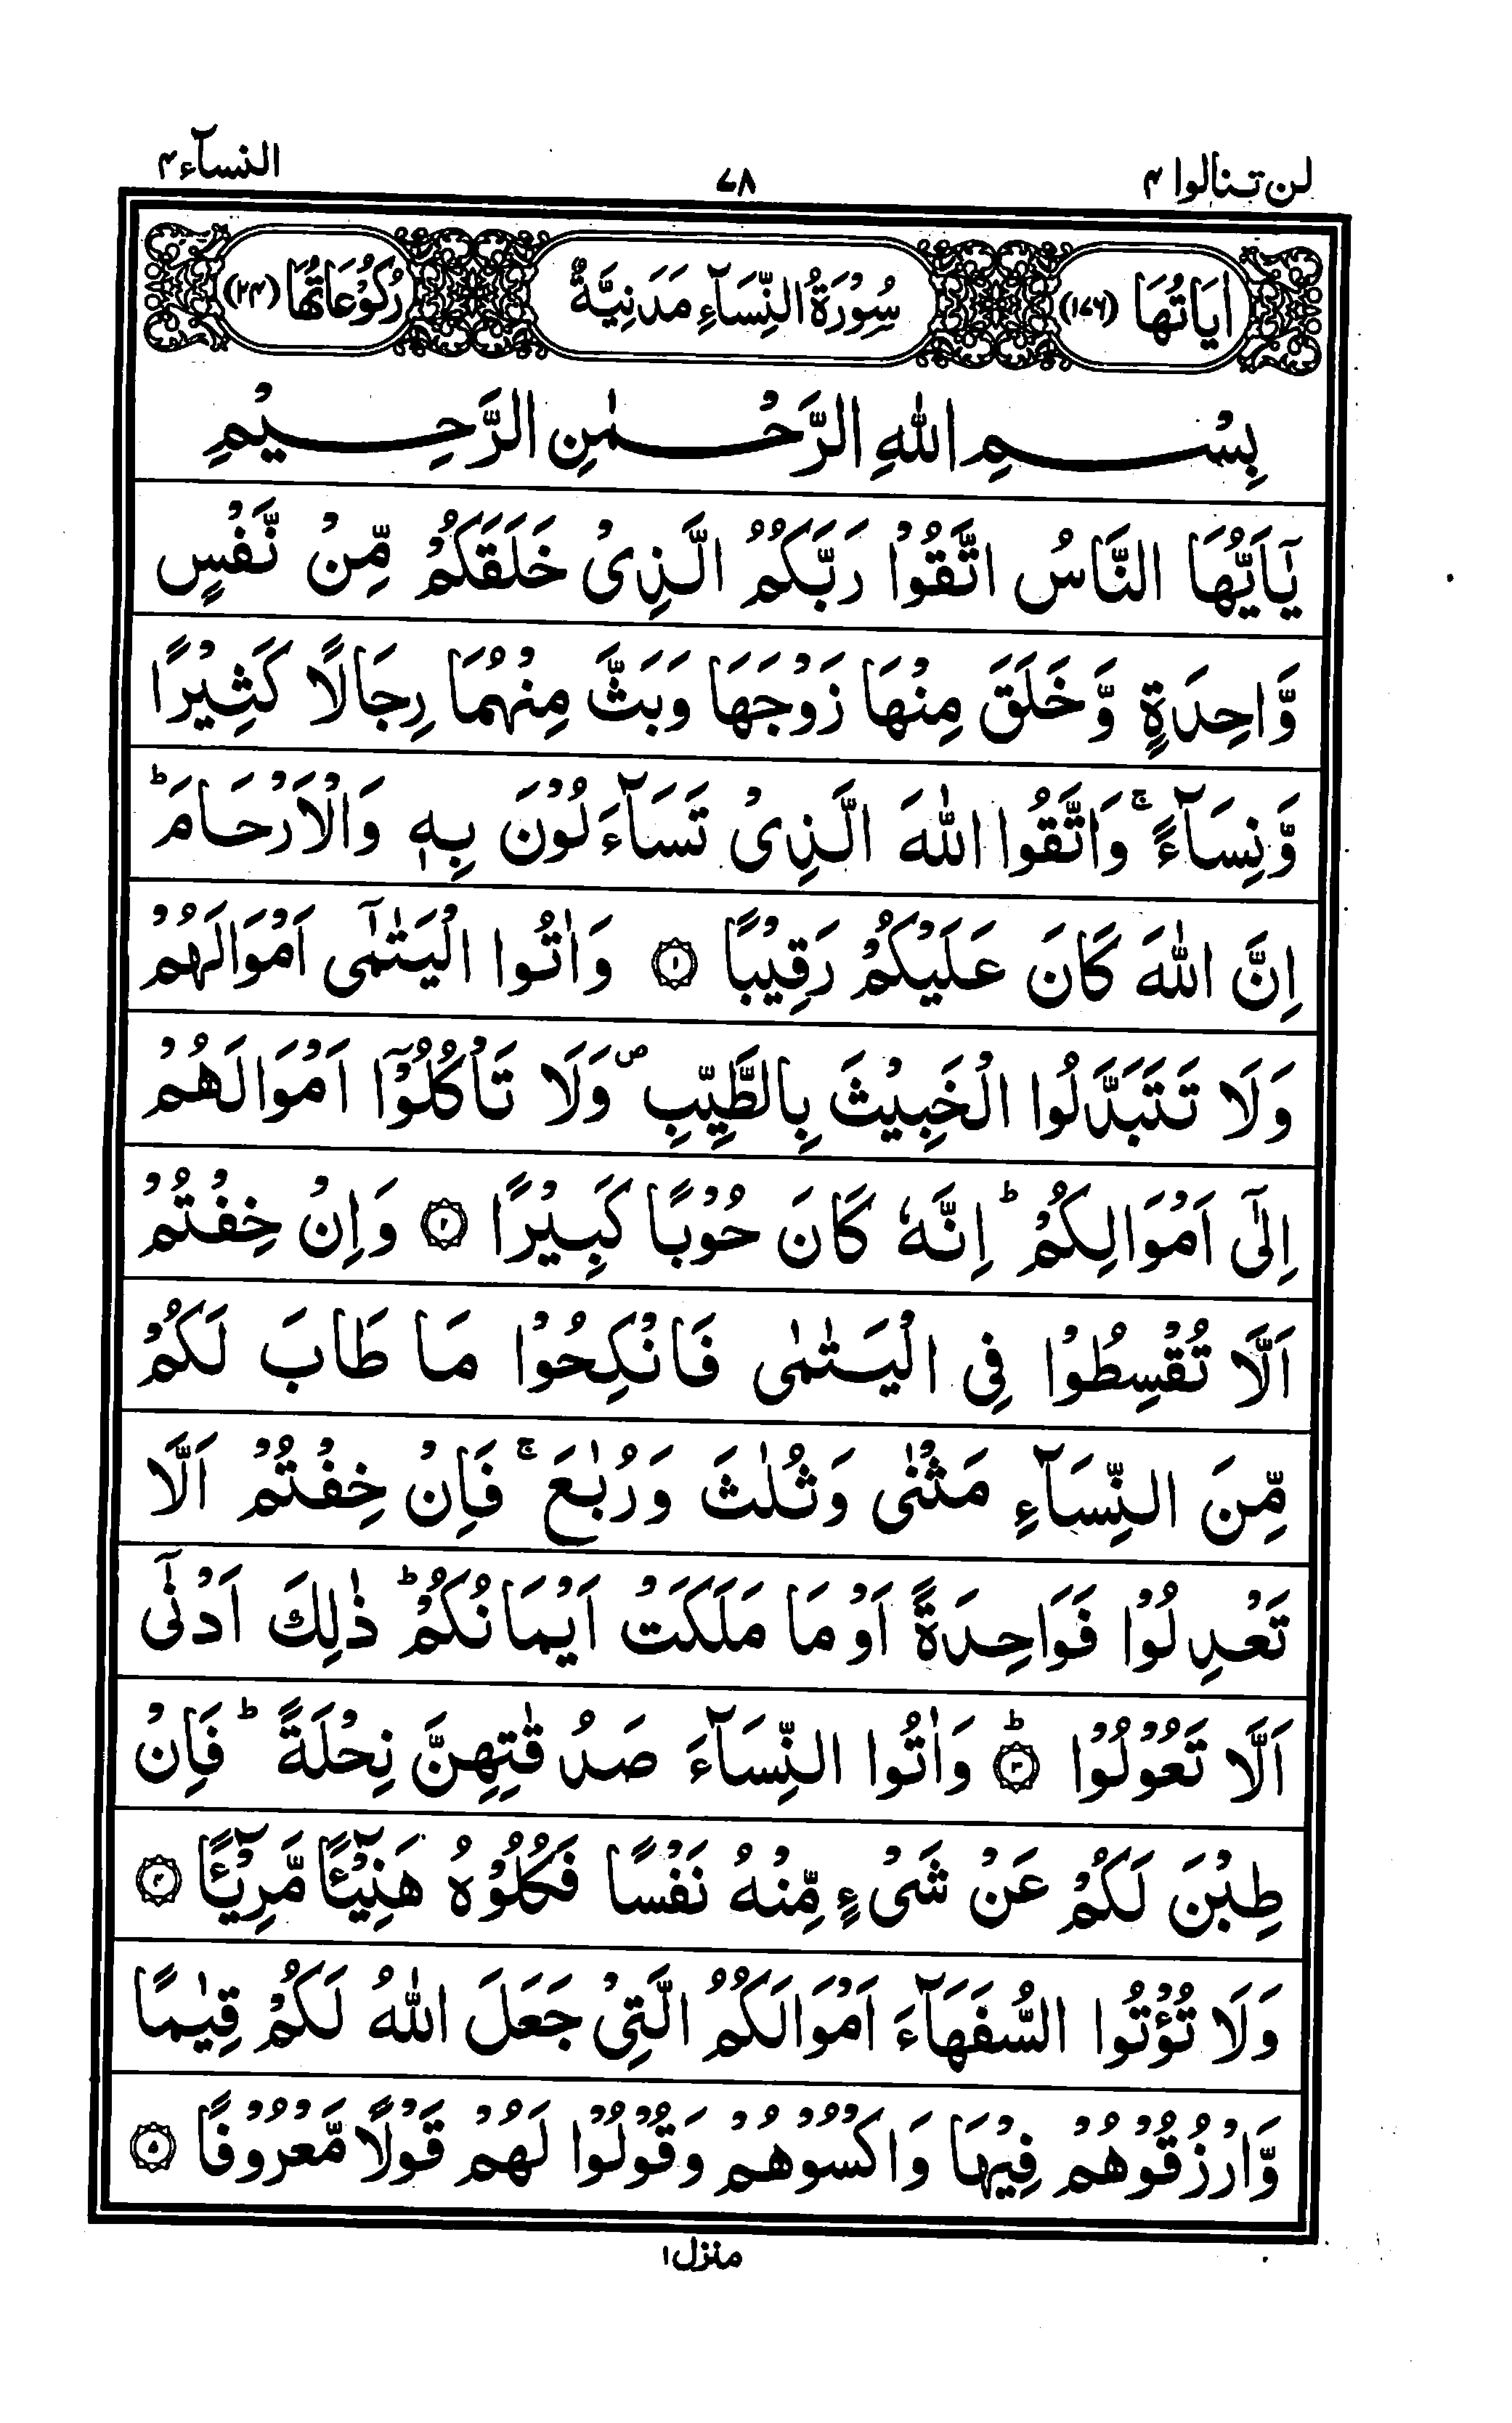 لن تنالوا ۴
۷۸
النسآء ۴
اٰیَاتُهَا (۱۷۶)
سُوْرَةُ النِّسَآءِ مَدَنِیَّةٌ
رُکُوْعَاتُهَا (۲۴)
بِسْمِ اللّٰهِ الرَّحْمٰنِ الرَّحِیْمِ
یٰۤاَیُّهَا النَّاسُ اتَّقُوْا رَبَّكُمُ الَّذِیْ خَلَقَكُمْ مِّنْ نَّفْسٍ
وَّاحِدَةٍ وَّخَلَقَ مِنْهَا زَوْجَهَا وَبَثَّ مِنْهُمَا رِجَالًا كَثِیْرًا
وَّنِسَآءً ۚ وَاتَّقُوا اللّٰهَ الَّذِیْ تَسَآءَلُوْنَ بِهٖ وَالْاَرْحَامَ ؕ
اِنَّ اللّٰهَ كَانَ عَلَیْكُمْ رَقِیْبًا ۝۱ وَاٰتُوا الْیَتٰمٰۤی اَمْوَالَهُمْ
وَلَا تَتَبَدَّلُوا الْخَبِیْثَ بِالطَّیِّبِ ۪ وَلَا تَاْكُلُوْۤا اَمْوَالَهُمْ
اِلٰۤی اَمْوَالِكُمْ ؕ اِنَّهٗ كَانَ حُوْبًا كَبِیْرًا ۝۲ وَاِنْ خِفْتُمْ
اَلَّا تُقْسِطُوْا فِی الْیَتٰمٰی فَانْكِحُوْا مَا طَابَ لَكُمْ
مِّنَ النِّسَآءِ مَثْنٰی وَثُلٰثَ وَرُبٰعَ ۚ فَاِنْ خِفْتُمْ اَلَّا
تَعْدِلُوْا فَوَاحِدَةً اَوْ مَا مَلَكَتْ اَیْمَانُكُمْ ؕ ذٰلِكَ اَدْنٰۤی
اَلَّا تَعُوْلُوْا ؕ۝۳ وَاٰتُوا النِّسَآءَ صَدُقٰتِهِنَّ نِحْلَةً ؕ فَاِنْ
طِبْنَ لَكُمْ عَنْ شَیْءٍ مِّنْهُ نَفْسًا فَكُلُوْهُ هَنِیْٓئًا مَّرِیْٓئًا ۝۴
وَلَا تُؤْتُوا السُّفَهَآءَ اَمْوَالَكُمُ الَّتِیْ جَعَلَ اللّٰهُ لَكُمْ قِیٰمًا
وَّارْزُقُوْهُمْ فِیْهَا وَاكْسُوْهُمْ وَقُوْلُوْا لَهُمْ قَوْلًا مَّعْرُوْفًا ۝۵
منزل ۱